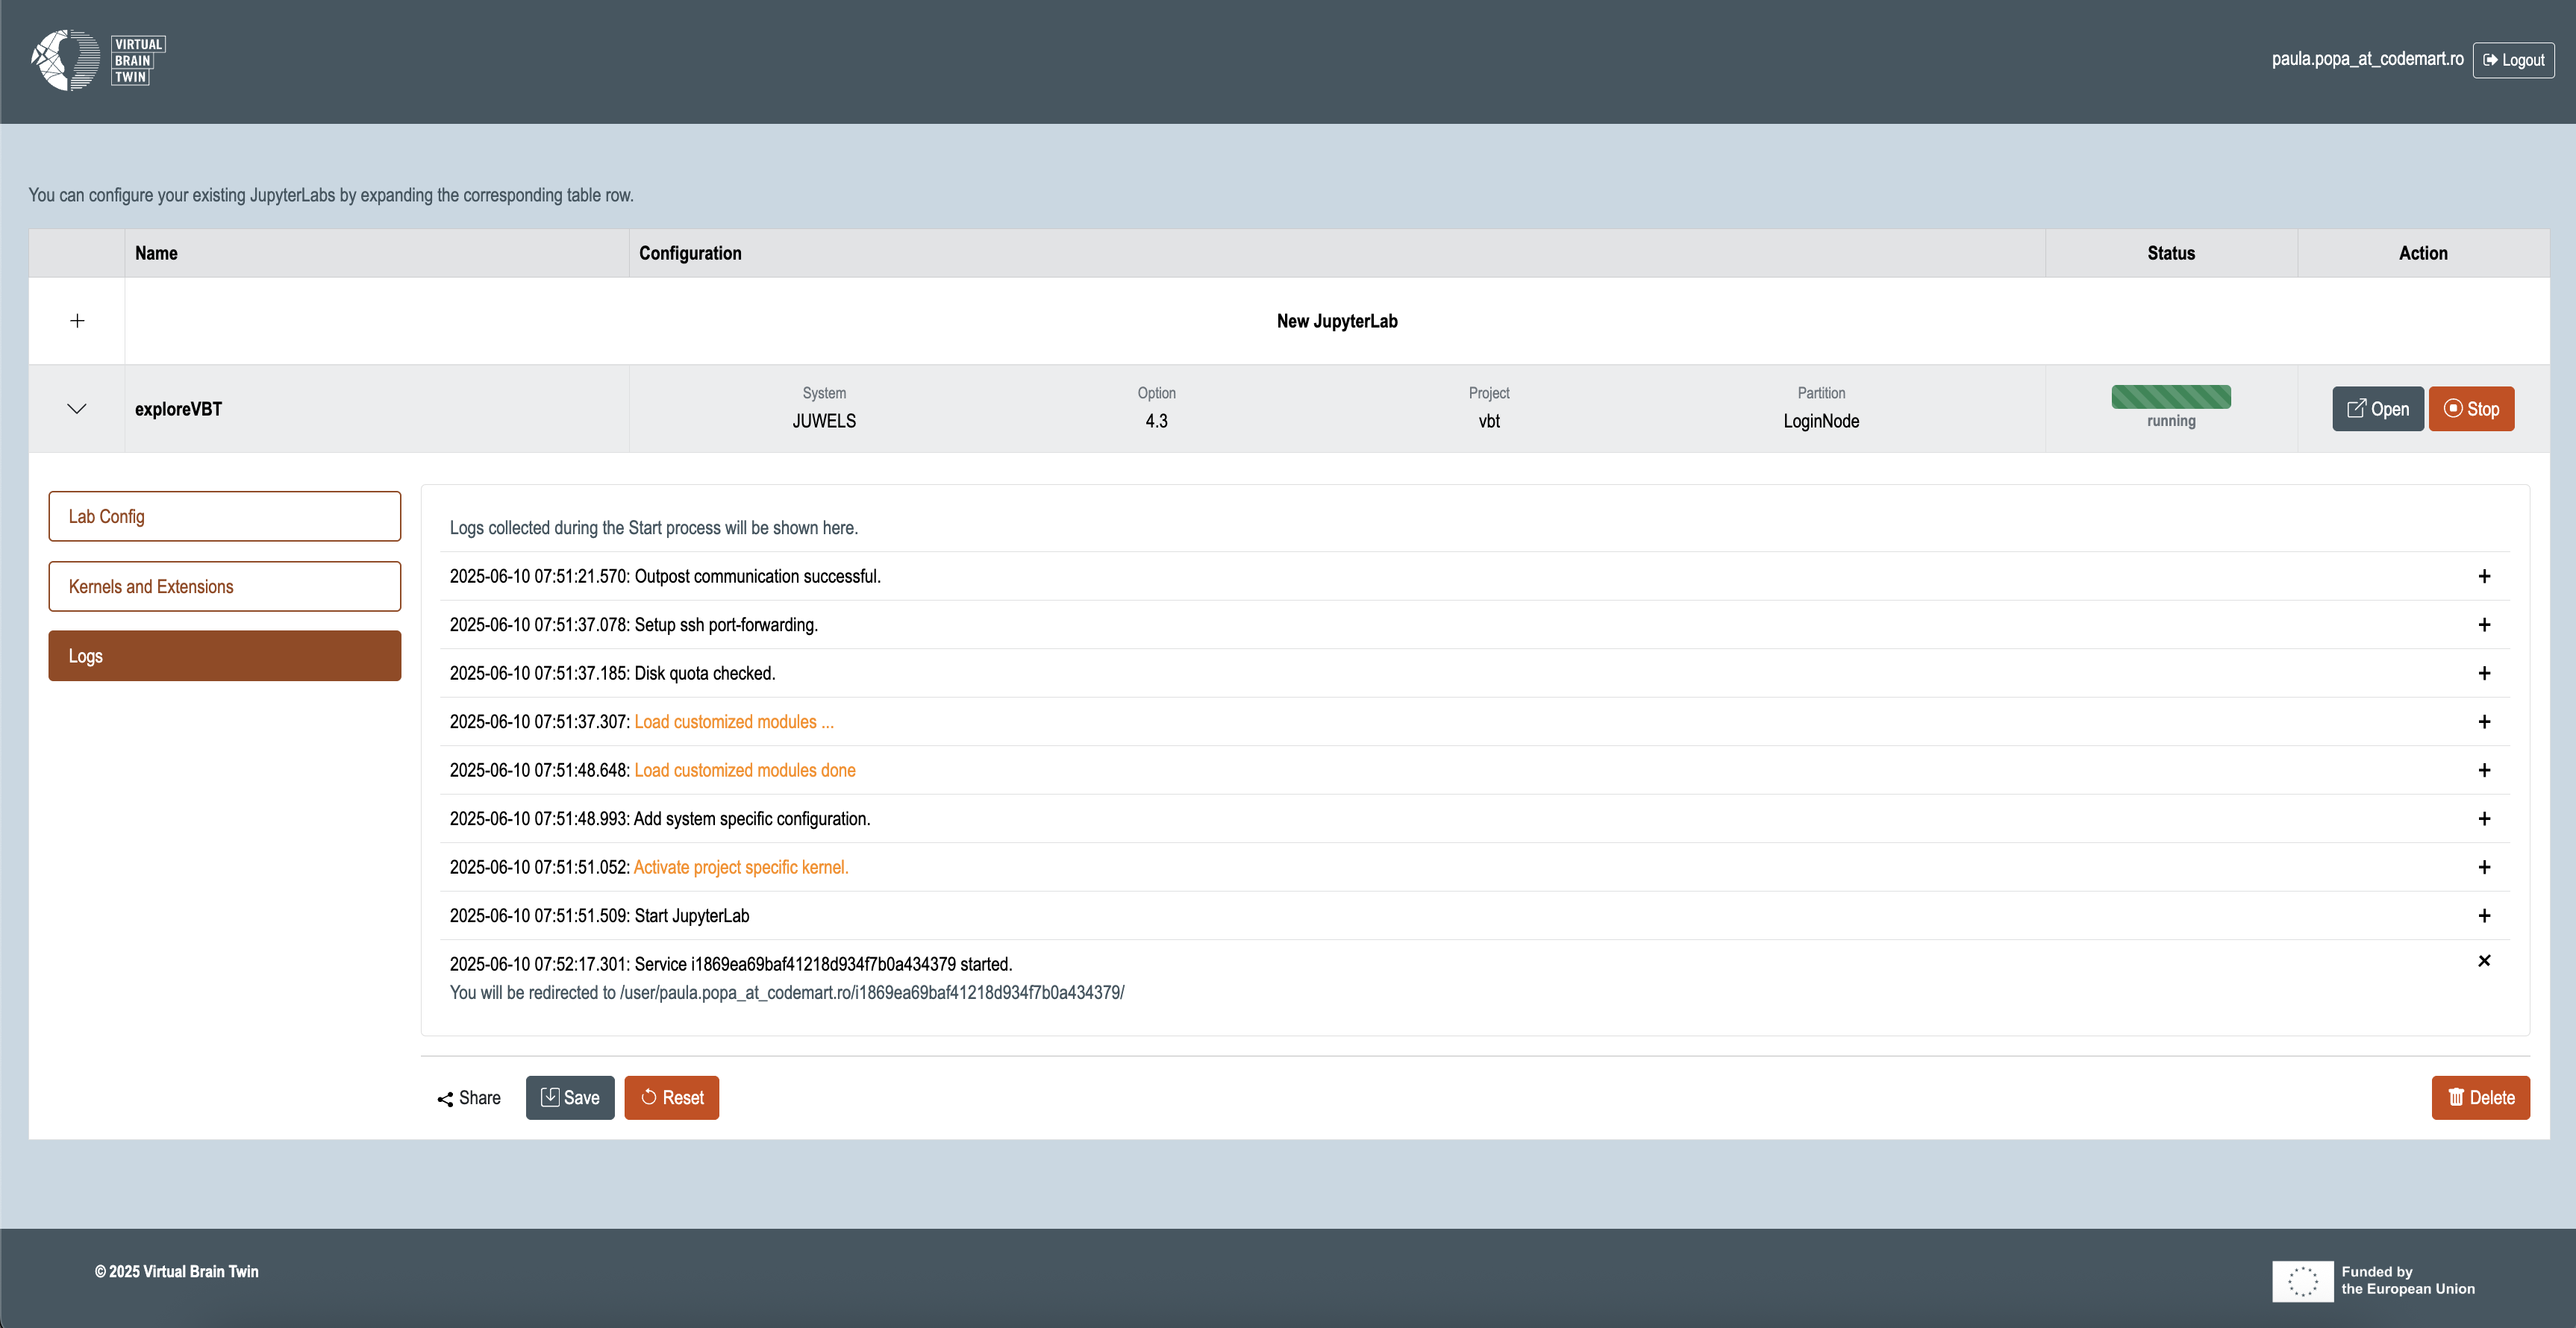 VIRTUAL
BRAIN
TWIN
paula.popa_at_codemart.ro Logout
You can configure your existing JupyterLabs by expanding the corresponding table row.
Name Configuration Status Action
New JupyterLab
exploreVBT
System Option Project Partition
JUWELS 4.3 vbt LoginNode
running
Open Stop
Lab Config
Kernels and Extensions
Logs
Logs collected during the Start process will be shown here.
2025-06-10 07:51:21.570: Outpost communication successful.
2025-06-10 07:51:37.078: Setup ssh port-forwarding.
2025-06-10 07:51:37.185: Disk quota checked.
2025-06-10 07:51:37.307: Load customized modules ...
2025-06-10 07:51:48.648: Load customized modules done
2025-06-10 07:51:48.993: Add system specific configuration.
2025-06-10 07:51:51.052: Activate project specific kernel.
2025-06-10 07:51:51.509: Start JupyterLab
2025-06-10 07:52:17.301: Service i1869ea69baf41218d934f7b0a434379 started.
You will be redirected to /user/paula.popa_at_codemart.ro/i1869ea69baf41218d934f7b0a434379/
Share Save Reset Delete
© 2025 Virtual Brain Twin
Funded by
the European Union